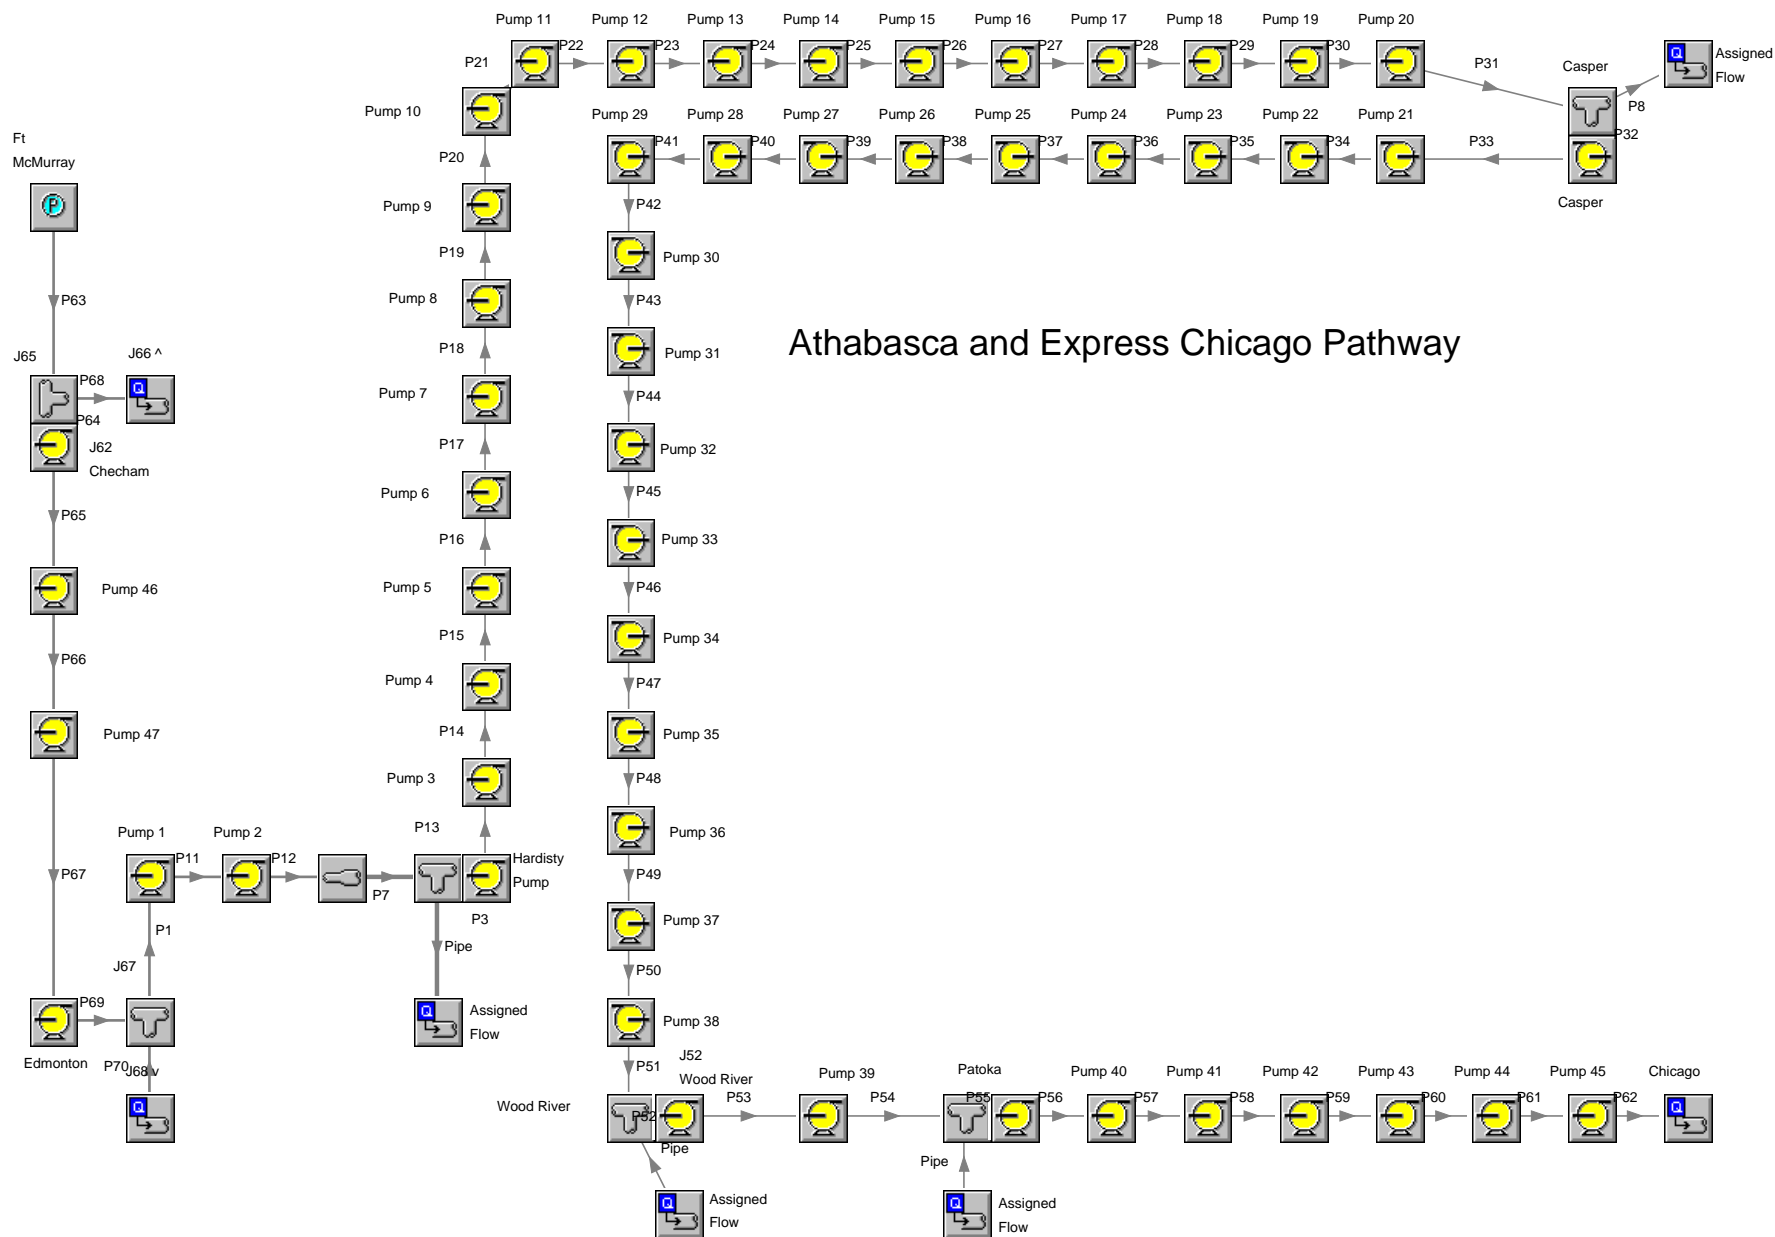 Pump 11
Pump 12
Pump 13
Pump 14
Pump 15
Pump 16
Pump 17
Pump 18
Pump 19
Pump 20
P21
P22
P23
P24
P25
P26
P27
P28
P29
P30
P31
Casper
Assigned
Flow
P8
Pump 10
Pump 29
Pump 28
Pump 27
Pump 26
Pump 25
Pump 24
Pump 23
Pump 22
Pump 21
P41
P40
P39
P38
P37
P36
P35
P34
P33
P32
Casper
Ft
McMurray
P
P20
Pump 9
P42
P19
Pump 30
P63
Pump 8
P43
Athabasca and Express Chicago Pathway
J65
J66 ^
P18
Pump 31
P68
Q
P64
Pump 7
P44
J62
Checham
P17
Pump 32
P65
Pump 6
P45
P16
Pump 33
Pump 46
Pump 5
P46
P15
Pump 34
P66
Pump 4
P47
Pump 47
P14
Pump 35
Pump 3
P48
Pump 1
Pump 2
P13
Pump 36
P11
P12
Hardisty
Pump
P67
P7
P3
P49
P1
Pipe
Pump 37
J67
P50
P69
Q
Assigned
Flow
Pump 38
Edmonton
P70
J68 v
Q
P51
J52
Wood River
Wood River
P52
Pipe
P53
Pump 39
P54
Patoka
P55
P56
Pump 40
P57
Pump 41
P58
Pump 42
P59
Pump 43
P60
Pump 44
P61
Pump 45
P62
Chicago
Q
Pipe
Q
Assigned
Flow
Q
Assigned
Flow
Q